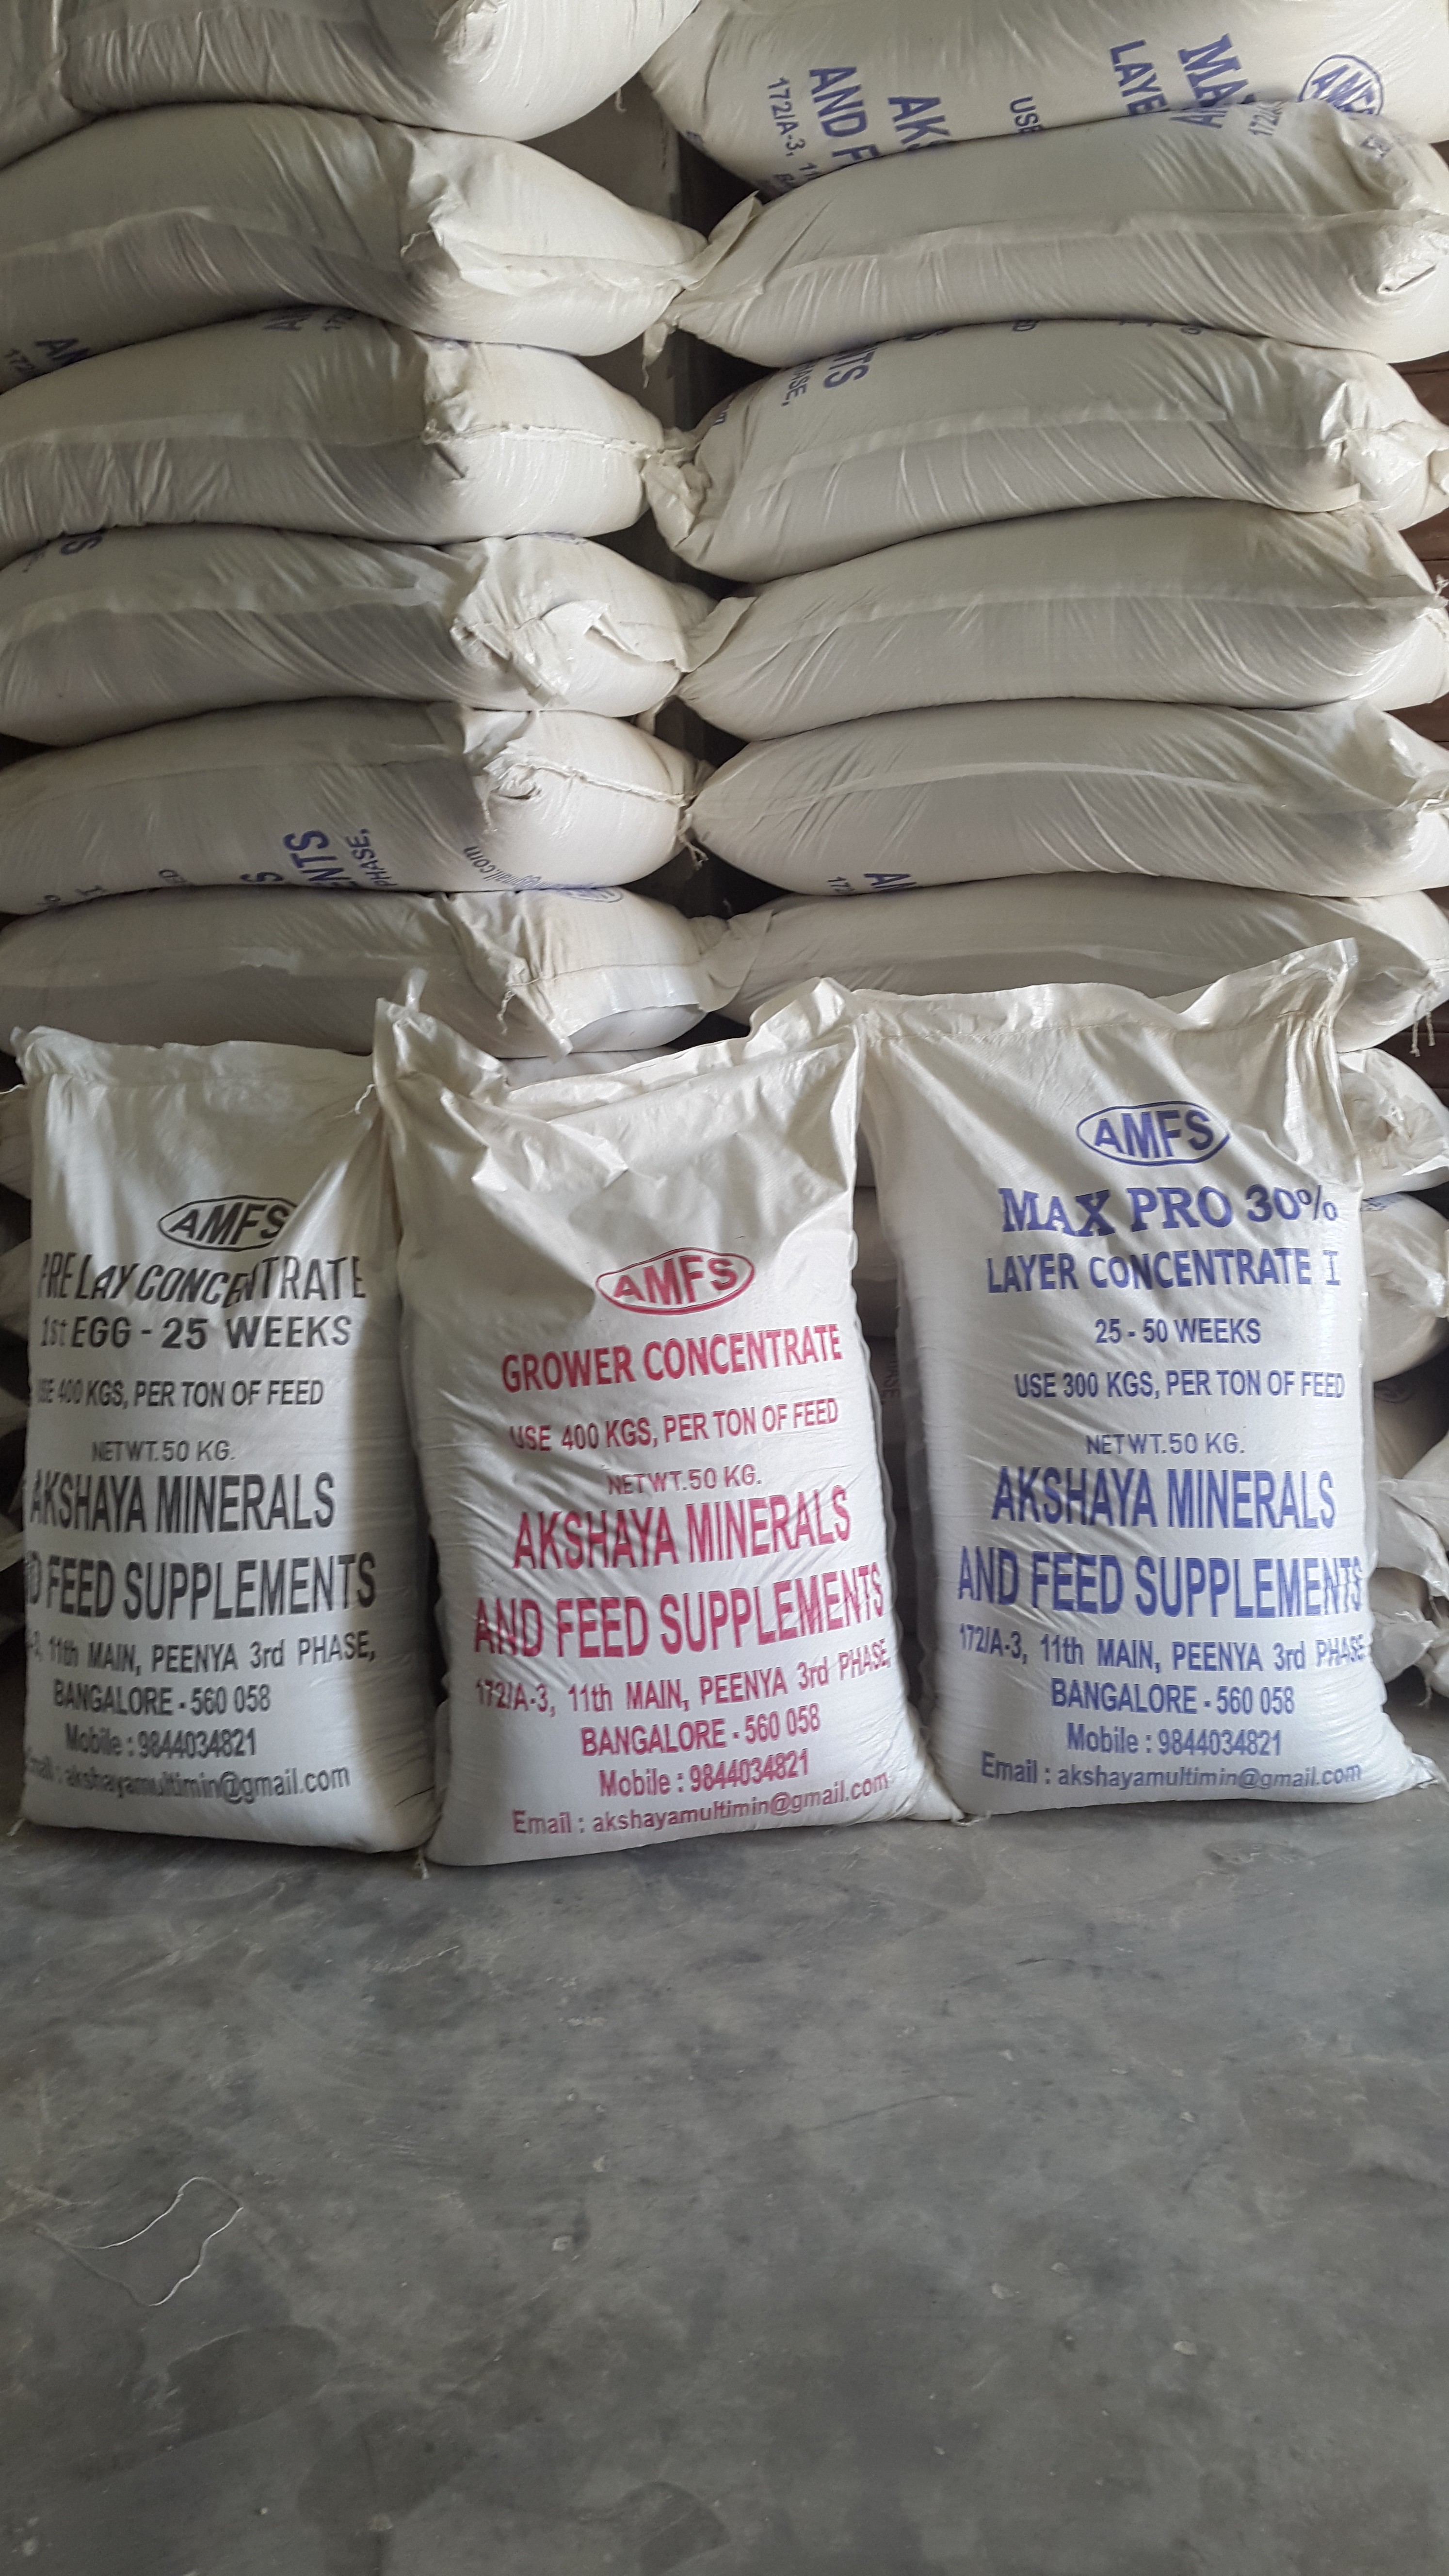 AMFS
PRE LAY CONCENTRATE
1st EGG - 25 WEEKS
400 KGS, PER TON OF FEED
NETWT.50 KG.
AKSHAYA MINERALS
FEED SUPPLEMENTS
11th MAIN, PEENYA 3rd PHASE,
BANGALORE - 560 058
Mobile : 9844034821
akshayamultimin@gmail.com
AMFS
GROWER CONCENTRATE
USE 400 KGS, PER TON OF FEED
NETWT.50 KG.
AKSHAYA MINERALS
AND FEED SUPPLEMENTS
172/A-3, 11th MAIN, PEENYA 3rd PHASE,
BANGALORE - 560 058
Mobile : 9844034821
Email : akshayamultimin@gmail.com
AMFS
MAX PRO 30%
LAYER CONCENTRATE I
25 - 50 WEEKS
USE 300 KGS, PER TON OF FEED
NETWT.50 KG.
AKSHAYA MINERALS
AND FEED SUPPLEMENTS
172/A-3, 11th MAIN, PEENYA 3rd PHASE
BANGALORE - 560 058
Mobile : 9844034821
Email : akshayamultimin@gmail.com